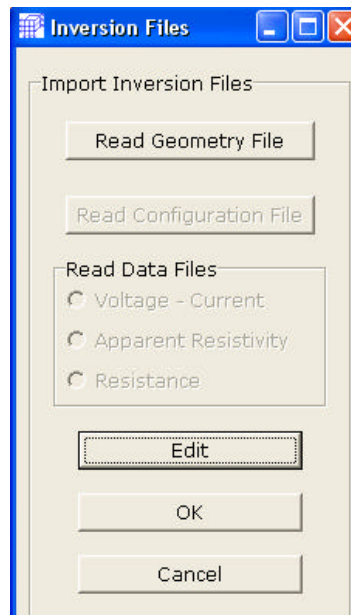 Inversion Files
Import Inversion Files
Read Geometry File
Read Configuration File
Read Data Files
Voltage - Current
Apparent Resistivity
Resistance
Edit
OK
Cancel